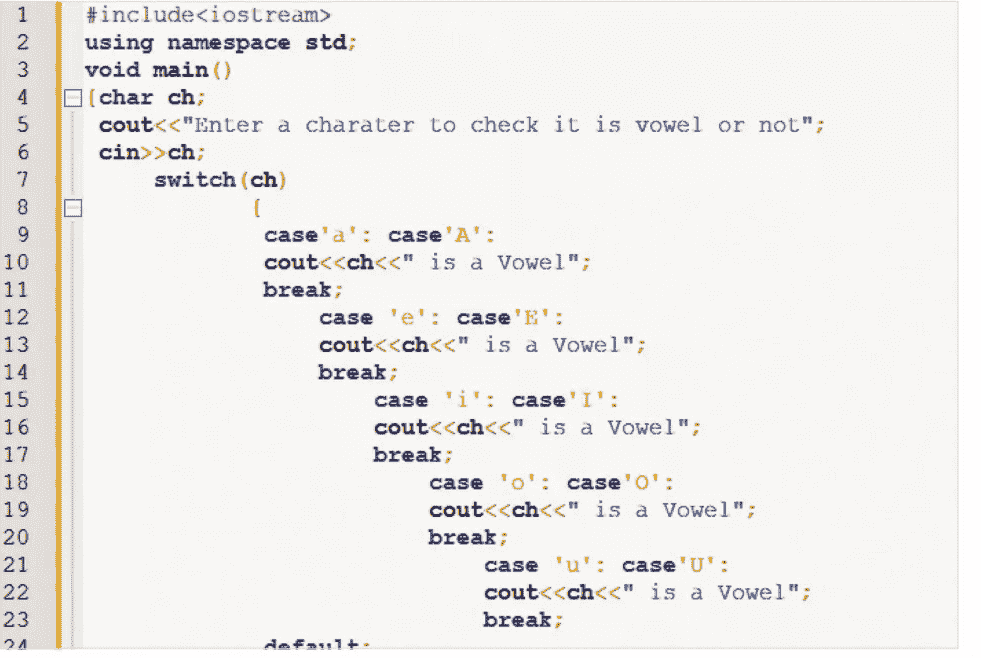 1 #include<iostream>
2 using namespace std;
3 void main()
4 {char ch;
5 cout<<"Enter a charater to check it is vowel or not";
6 cin>>ch;
7 switch(ch)
8 {
9 case'a': case'A':
10 cout<<ch<<" is a Vowel";
11 break;
12 case 'e': case'E':
13 cout<<ch<<" is a Vowel";
14 break;
15 case 'i': case'I':
16 cout<<ch<<" is a Vowel";
17 break;
18 case 'o': case'O':
19 cout<<ch<<" is a Vowel";
20 break;
21 case 'u': case'U':
22 cout<<ch<<" is a Vowel";
23 break;
24 default: